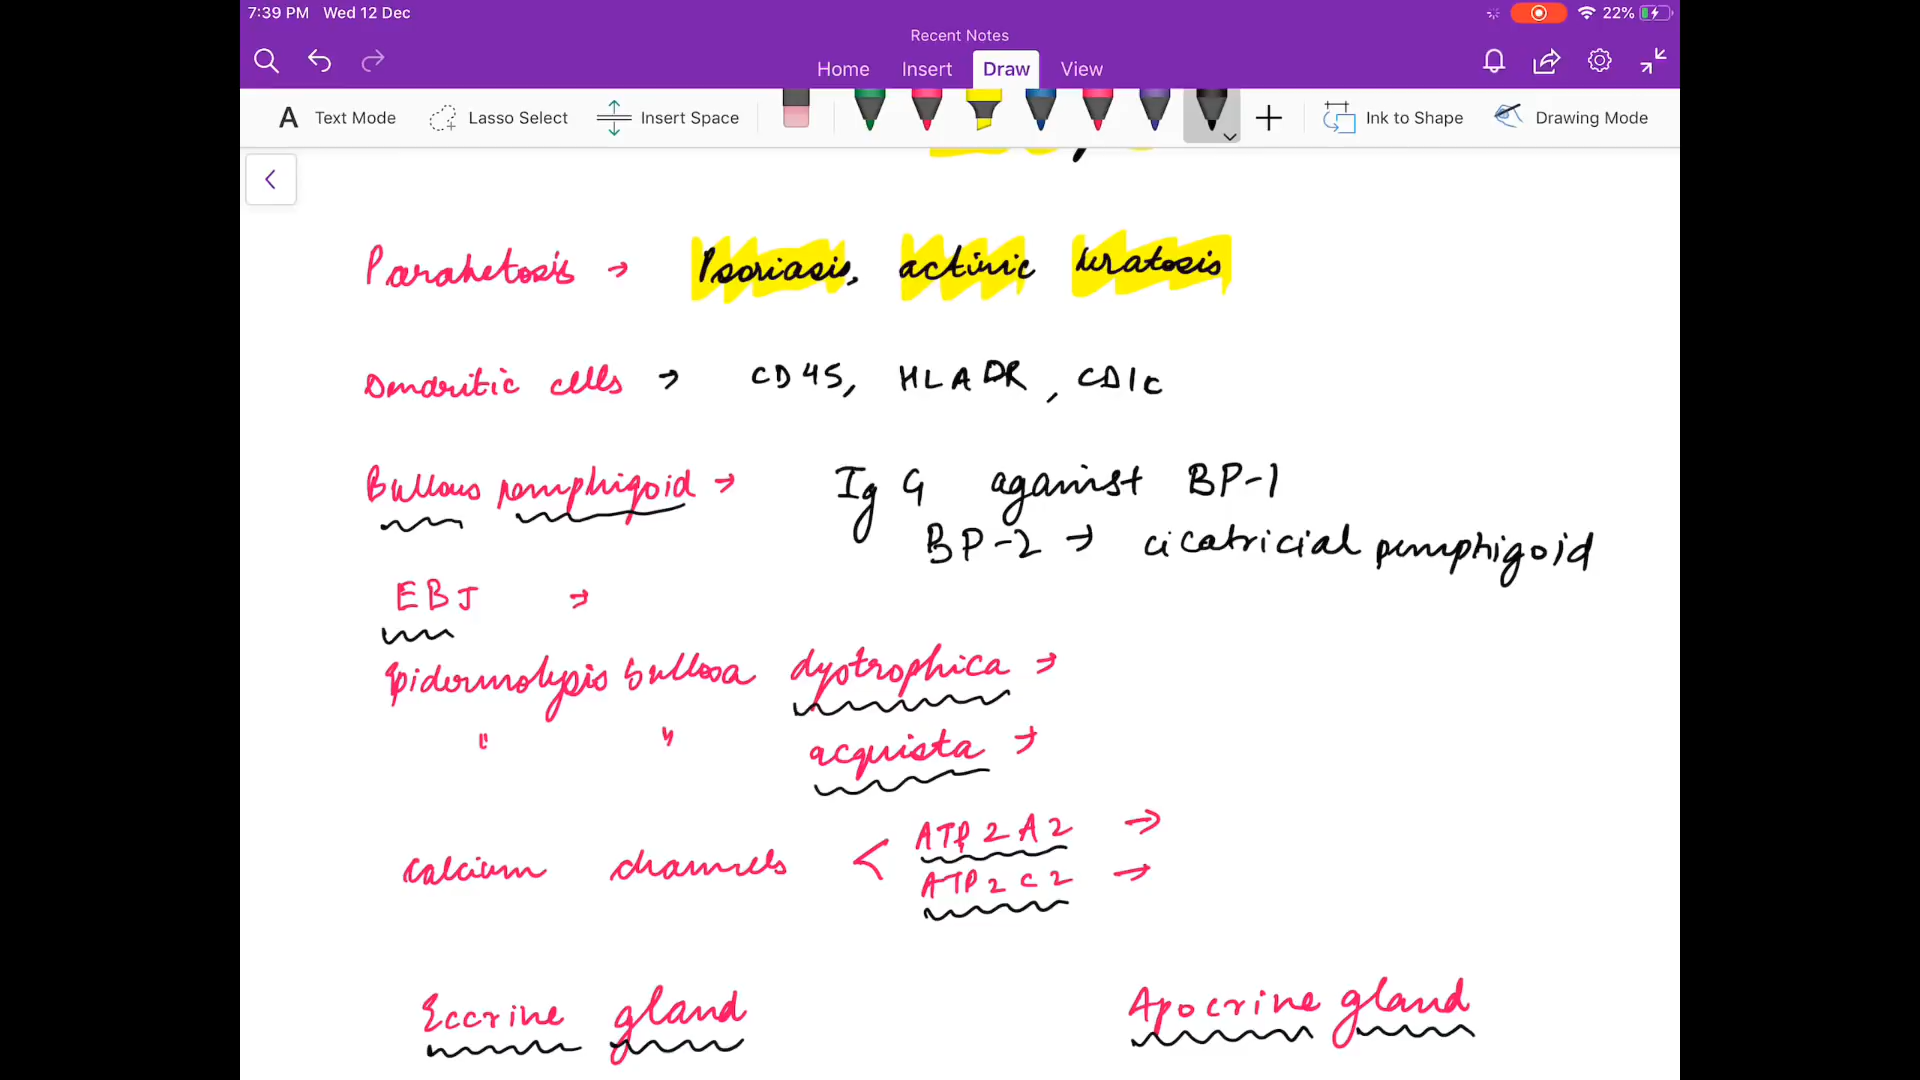 7:39 PM Wed 12 Dec 22%
Recent Notes
Home Insert Draw View
A Text Mode Lasso Select Insert Space Ink to Shape Drawing Mode
Paraketosis → Psoriasis, actinic keratosis
Dendritic cells → CD45, HLA DR, CD1c
Bullous pemphigoid → Ig G against BP-1
BP-2 → cicatricial pemphigoid
EBJ →
Epidermolysis bullosa dystrophica →
" " acquista →
Calcium channels < ATP2A2 →
ATP2C2 →
Eccrine gland Apocrine gland